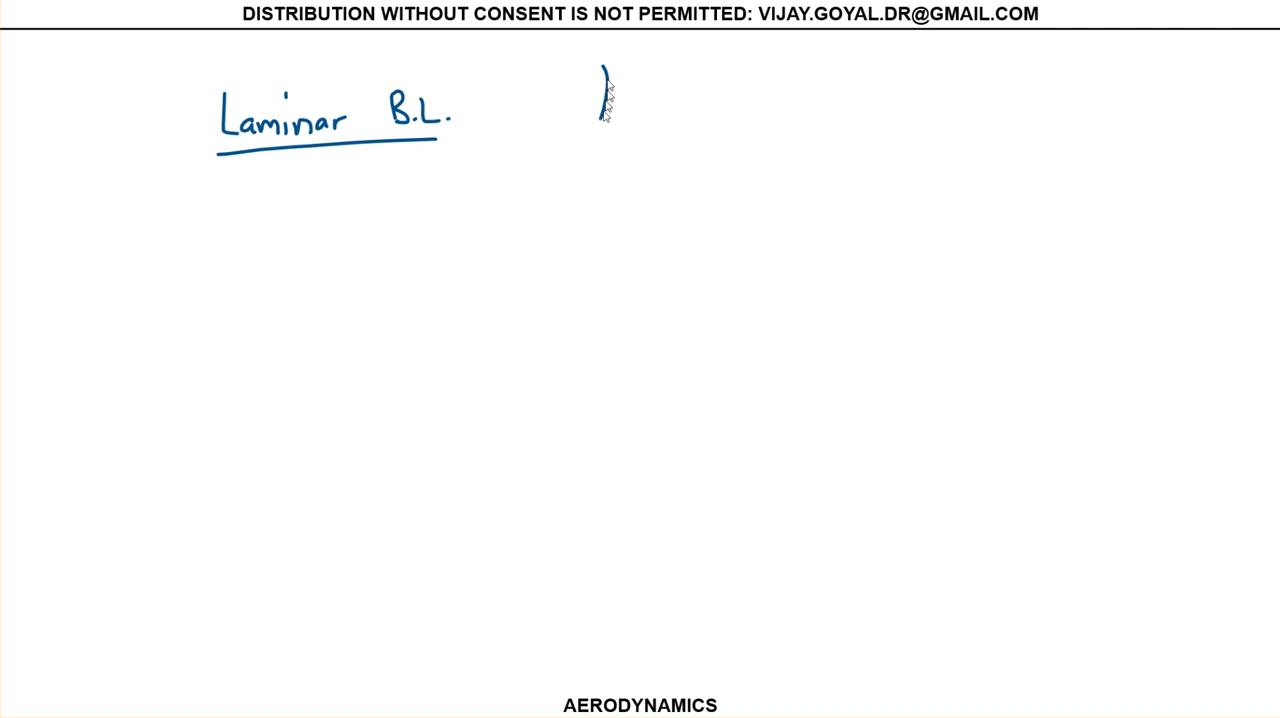 DISTRIBUTION WITHOUT CONSENT IS NOT PERMITTED: VIJAY.GOYAL.DR@GMAIL.COM
Laminar B.L.
AERODYNAMICS